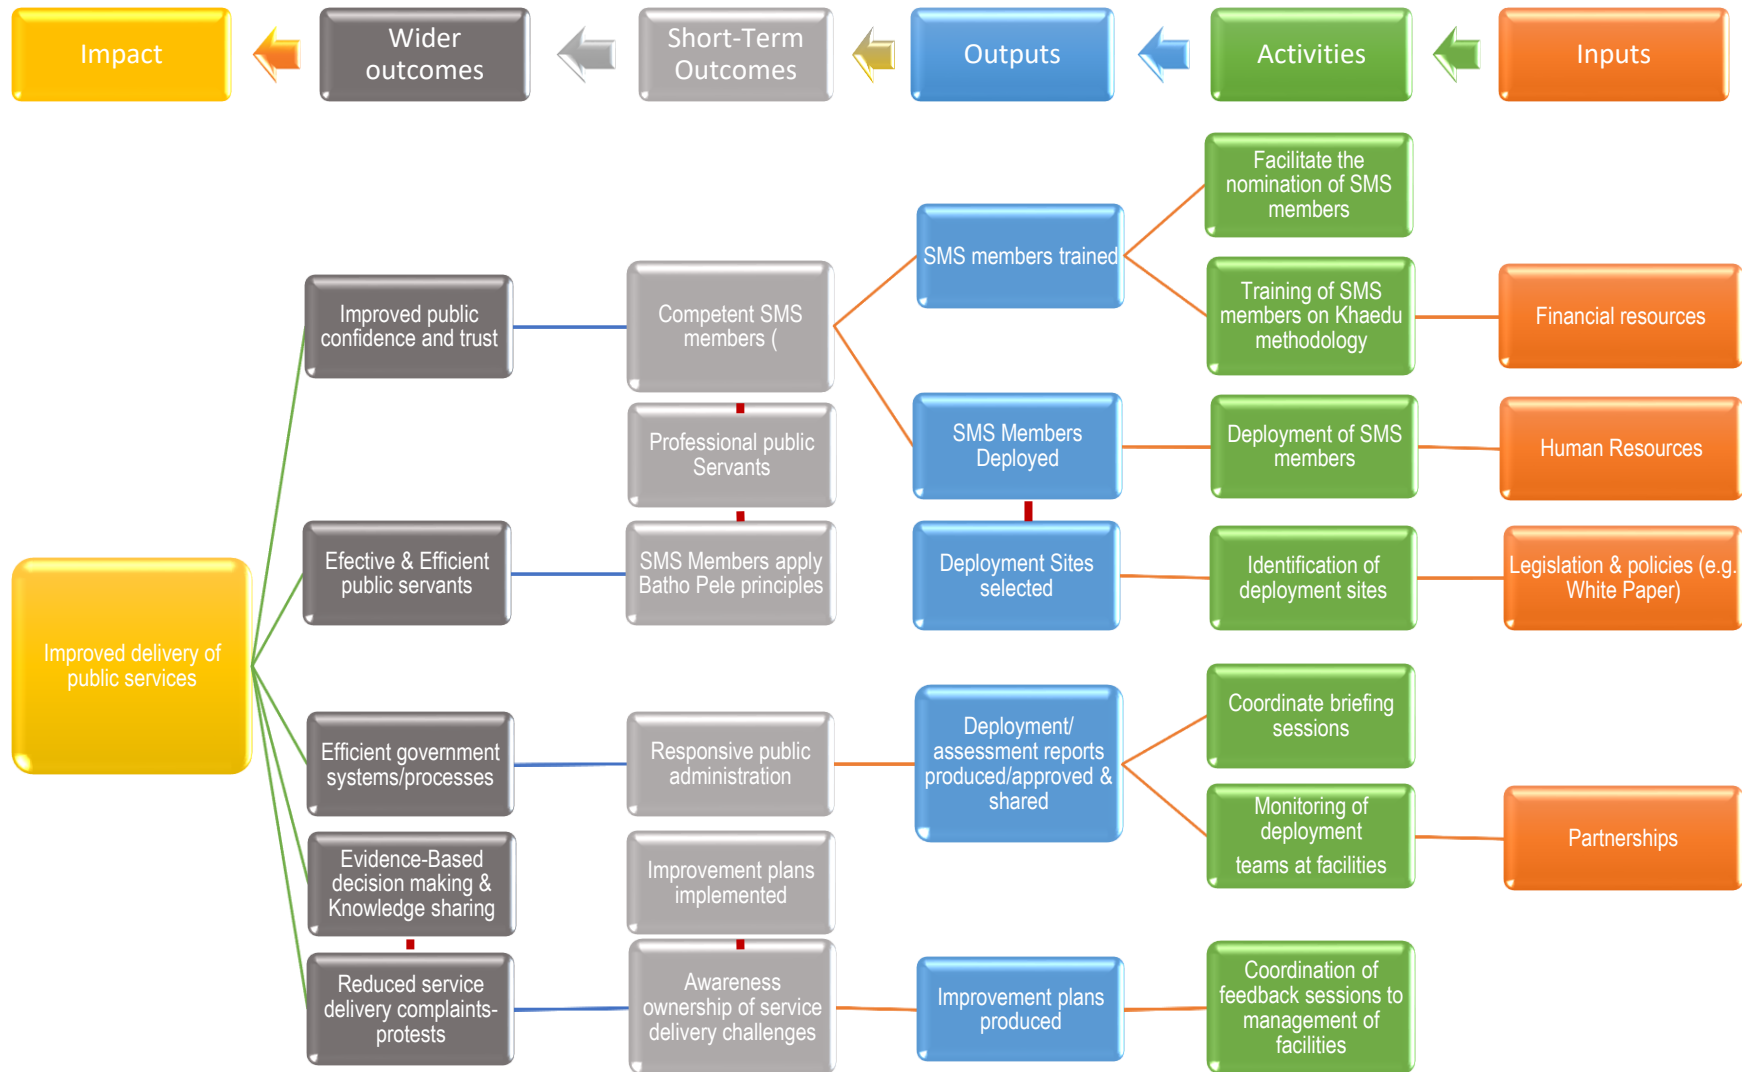 Impact
Wider
outcomes
Short-Term
Outcomes
Outputs
Activities
Inputs
Improved delivery of
public services
Improved public
confidence and trust
Efective & Efficient
public servants
Efficient government
systems/processes
Evidence-Based
decision making &
Knowledge sharing
Reduced service
delivery complaints-
protests
Competent SMS
members (
Professional public
Servants
SMS Members apply
Batho Pele principles
Responsive public
administration
Improvement plans
implemented
Awareness
ownership of service
delivery challenges
SMS members trained
SMS Members
Deployed
Deployment Sites
selected
Deployment/
assessment reports
produced/approved &
shared
Improvement plans
produced
Facilitate the
nomination of SMS
members
Training of SMS
members on Khaedu
methodology
Deployment of SMS
members
Identification of
deployment sites
Coordinate briefing
sessions
Monitoring of
deployment
teams at facilities
Coordination of
feedback sessions to
management of
facilities
Financial resources
Human Resources
Legislation & policies (e.g.
White Paper)
Partnerships